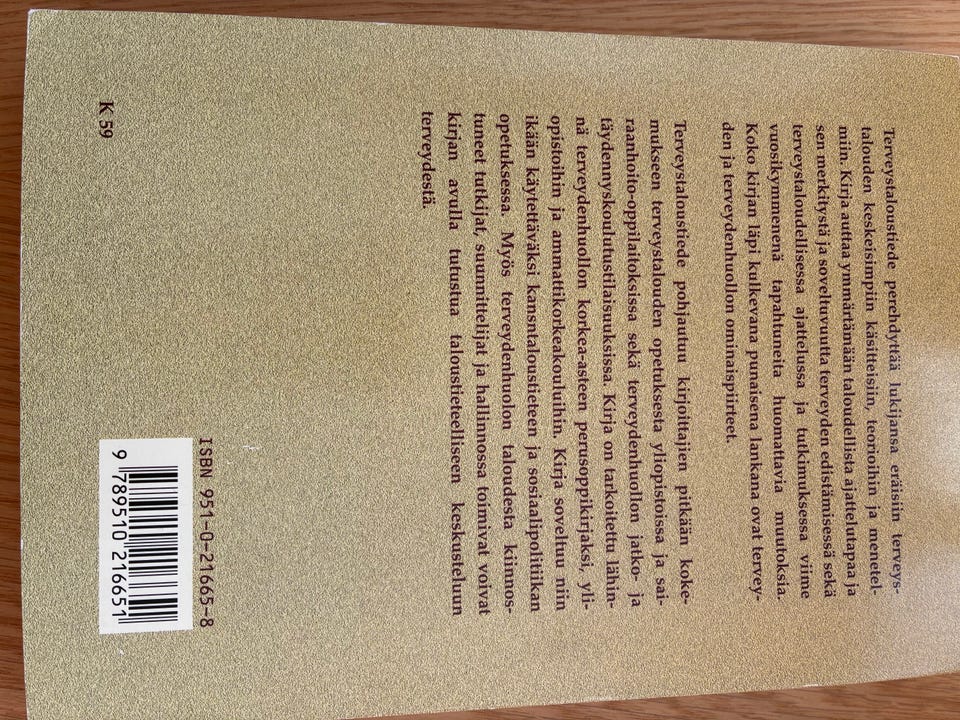 Terveystaloustiede perehdyttää lukijansa eräisiin terveys-
talouden keskeisimpiin käsitteisiin, teorioihin ja menetel-
miin. Kirja auttaa ymmärtämään taloudellista ajattelutapaa ja
sen merkitystä ja soveltuvuutta terveyden edistämisessä sekä
terveystaloudellisessa ajattelussa ja tutkimuksessa viime
vuosikymmenenä tapahtuneita huomattavia muutoksia.
Koko kirjan läpi kulkevana punaisena lankana ovat tervey-
den ja terveydenhuollon ominaispiirteet.
Terveystaloustiede pohjautuu kirjoittajien pitkään koke-
mukseen terveystalouden opetuksesta yliopistoissa ja sai-
raanhoito-oppilaitoksissa sekä terveydenhuollon jatko- ja
täydennyskoulutustilaisuuksissa. Kirja on tarkoitettu lähin-
nä terveydenhuollon korkea-asteen perusoppikirjaksi, yli-
opistoihin ja ammattikorkeakouluihin. Kirja soveltuu niin
ikään käytettäväksi kansntaloustieteen ja sosiaalipolitiikan
opetuksessa. Myös terveydenhuolon taloudesta kiinnos-
tuneet tutkijat, suunnittelijat ja hallinnossa toimivat voivat
kirjan avulla tutustua taloustieteelliseen keskusteluun
terveydestä.
K 59
ISBN 951-0-21665-8
9 789510 216651